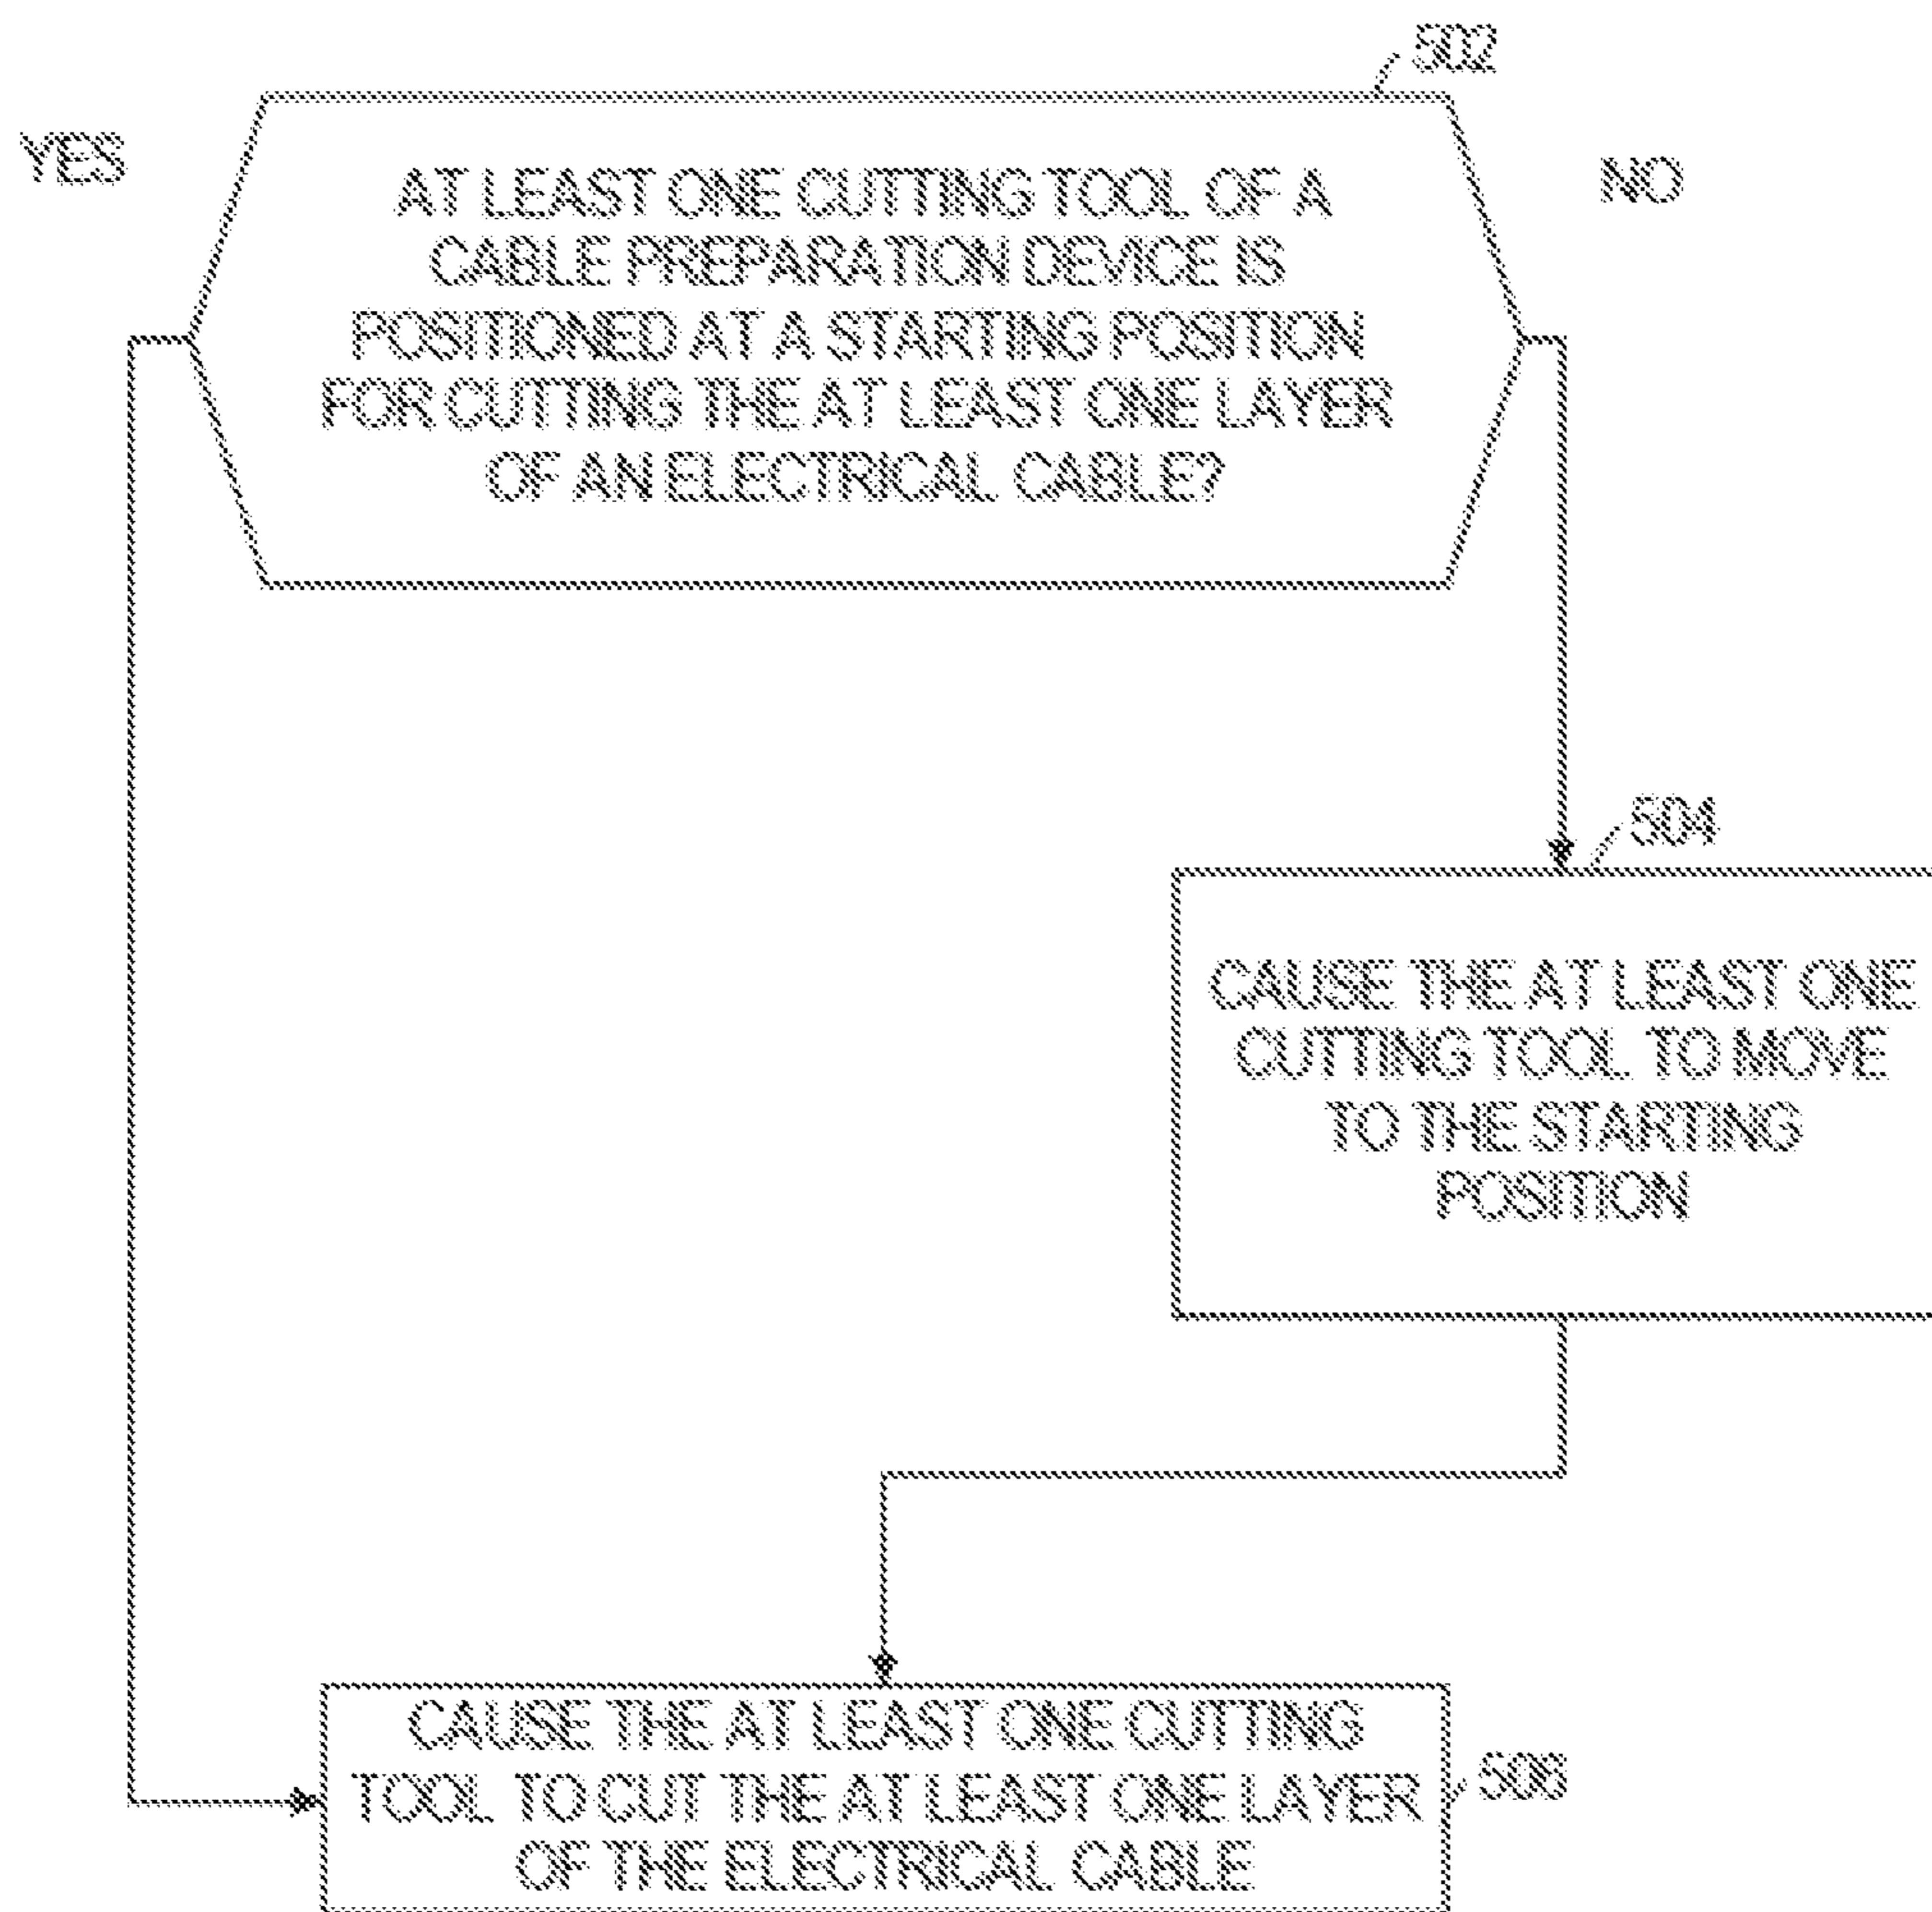 502
YES
NO
AT LEAST ONE CUTTING TOOL OF A
CABLE PREPARATION DEVICE IS
POSITIONED AT A STARTING POSITION
FOR CUTTING THE AT LEAST ONE LAYER
OF AN ELECTRICAL CABLE?
504
CAUSE THE AT LEAST ONE
CUTTING TOOL TO MOVE
TO THE STARTING
POSITION
CAUSE THE AT LEAST ONE CUTTING
TOOL TO CUT THE AT LEAST ONE LAYER
OF THE ELECTRICAL CABLE